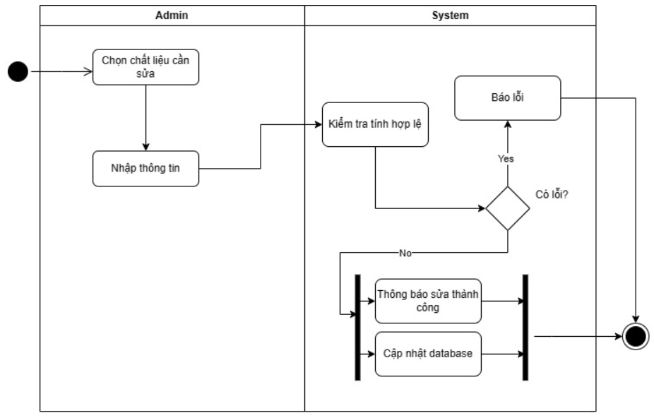 Admin
System
Chọn chất liệu cần
sửa
Báo lỗi
Kiểm tra tính hợp lệ
Nhập thông tin
Yes
Có lỗi?
No
Thông báo sửa thành
công
Cập nhật database